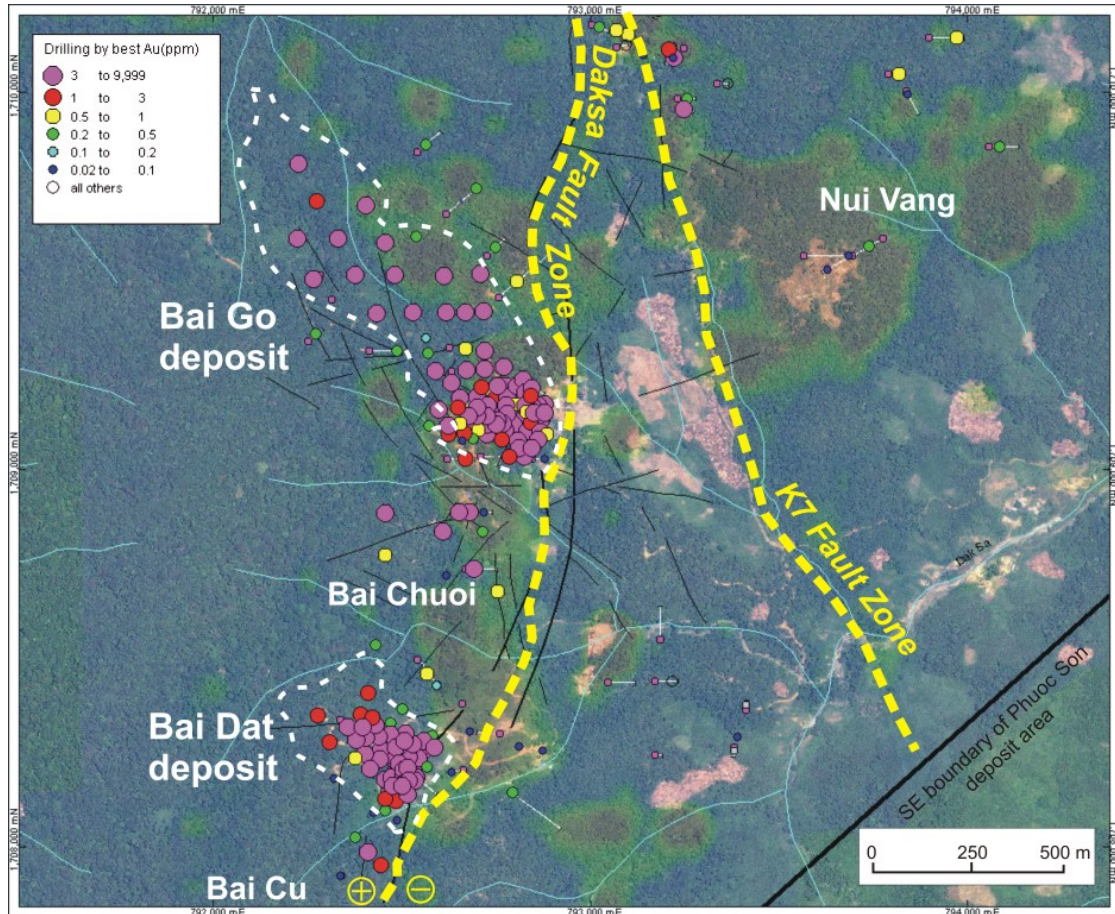 792,000 mE
793,000 mE
794,000 mE
Drilling by best Au(ppm)
3 to 9,999
1 to 3
0.5 to 1
0.2 to 0.5
0.1 to 0.2
0.02 to 0.1
all others
1,710,000 mN
Daksa Fault Zone
Nui Vang
Bai Go
deposit
1,709,000 mN
K7 Fault Zone
Dak Sa
Bai Chuoi
SE boundary of Phuoc Son
deposit area
Bai Dat
deposit
1,708,000 mN
0 250 500 m
Bai Cu
+ −
792,000 mE
793,000 mE
794,000 mE